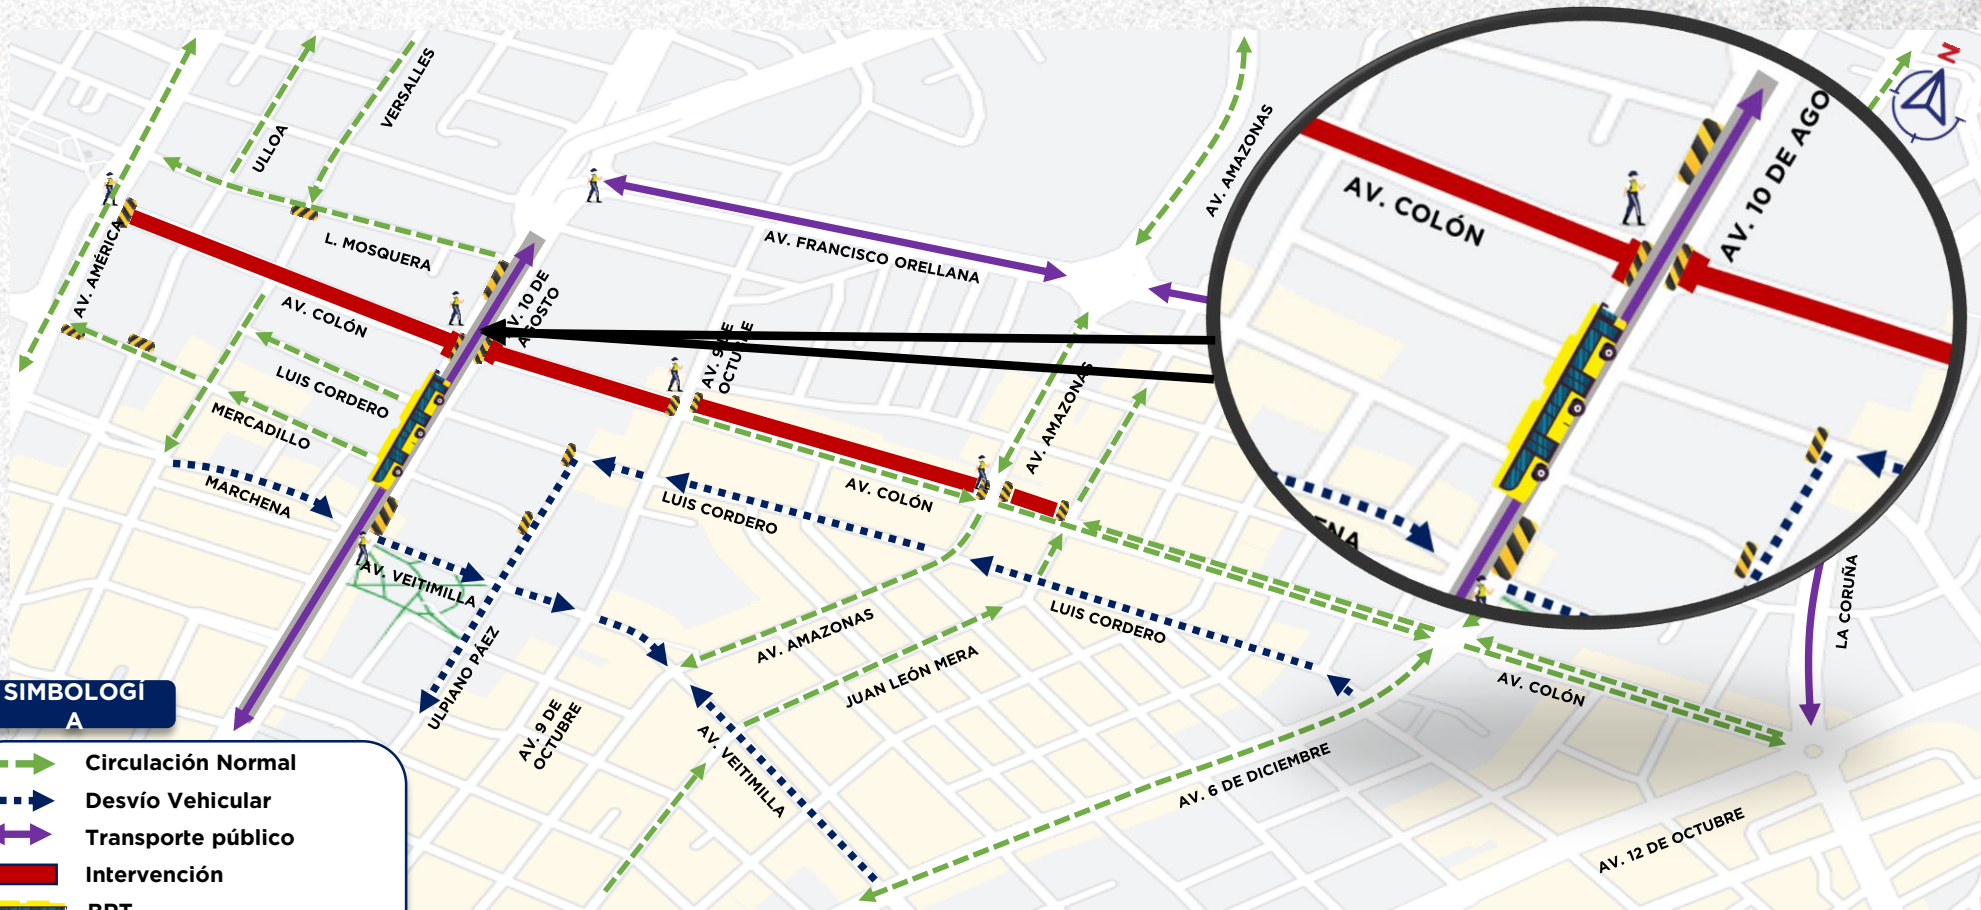 N
VERSALLES
ULLOA
AV. AMAZONAS
AV. AMÉRICA
L. MOSQUERA
AV. FRANCISCO ORELLANA
AV. COLÓN
AV. 10 DE AGO
AV. COLÓN
AV. 10 DE
AGOSTO
AV. 9 DE
OCTUBRE
LUIS CORDERO
MERCADILLO
AV. AMAZONAS
MARCHENA
LUIS CORDERO
AV. COLÓN
ENA
AV. VEITIMILLA
ULPIANO PÁEZ
AV. AMAZONAS
LUIS CORDERO
LA CORUÑA
JUAN LEÓN MERA
AV. COLÓN
AV. 9 DE
OCTUBRE
AV. VEITIMILLA
AV. 6 DE DICIEMBRE
AV. 12 DE OCTUBRE
SIMBOLOGÍ
A
Circulación Normal
Desvío Vehicular
Transporte público
Intervención
BRT